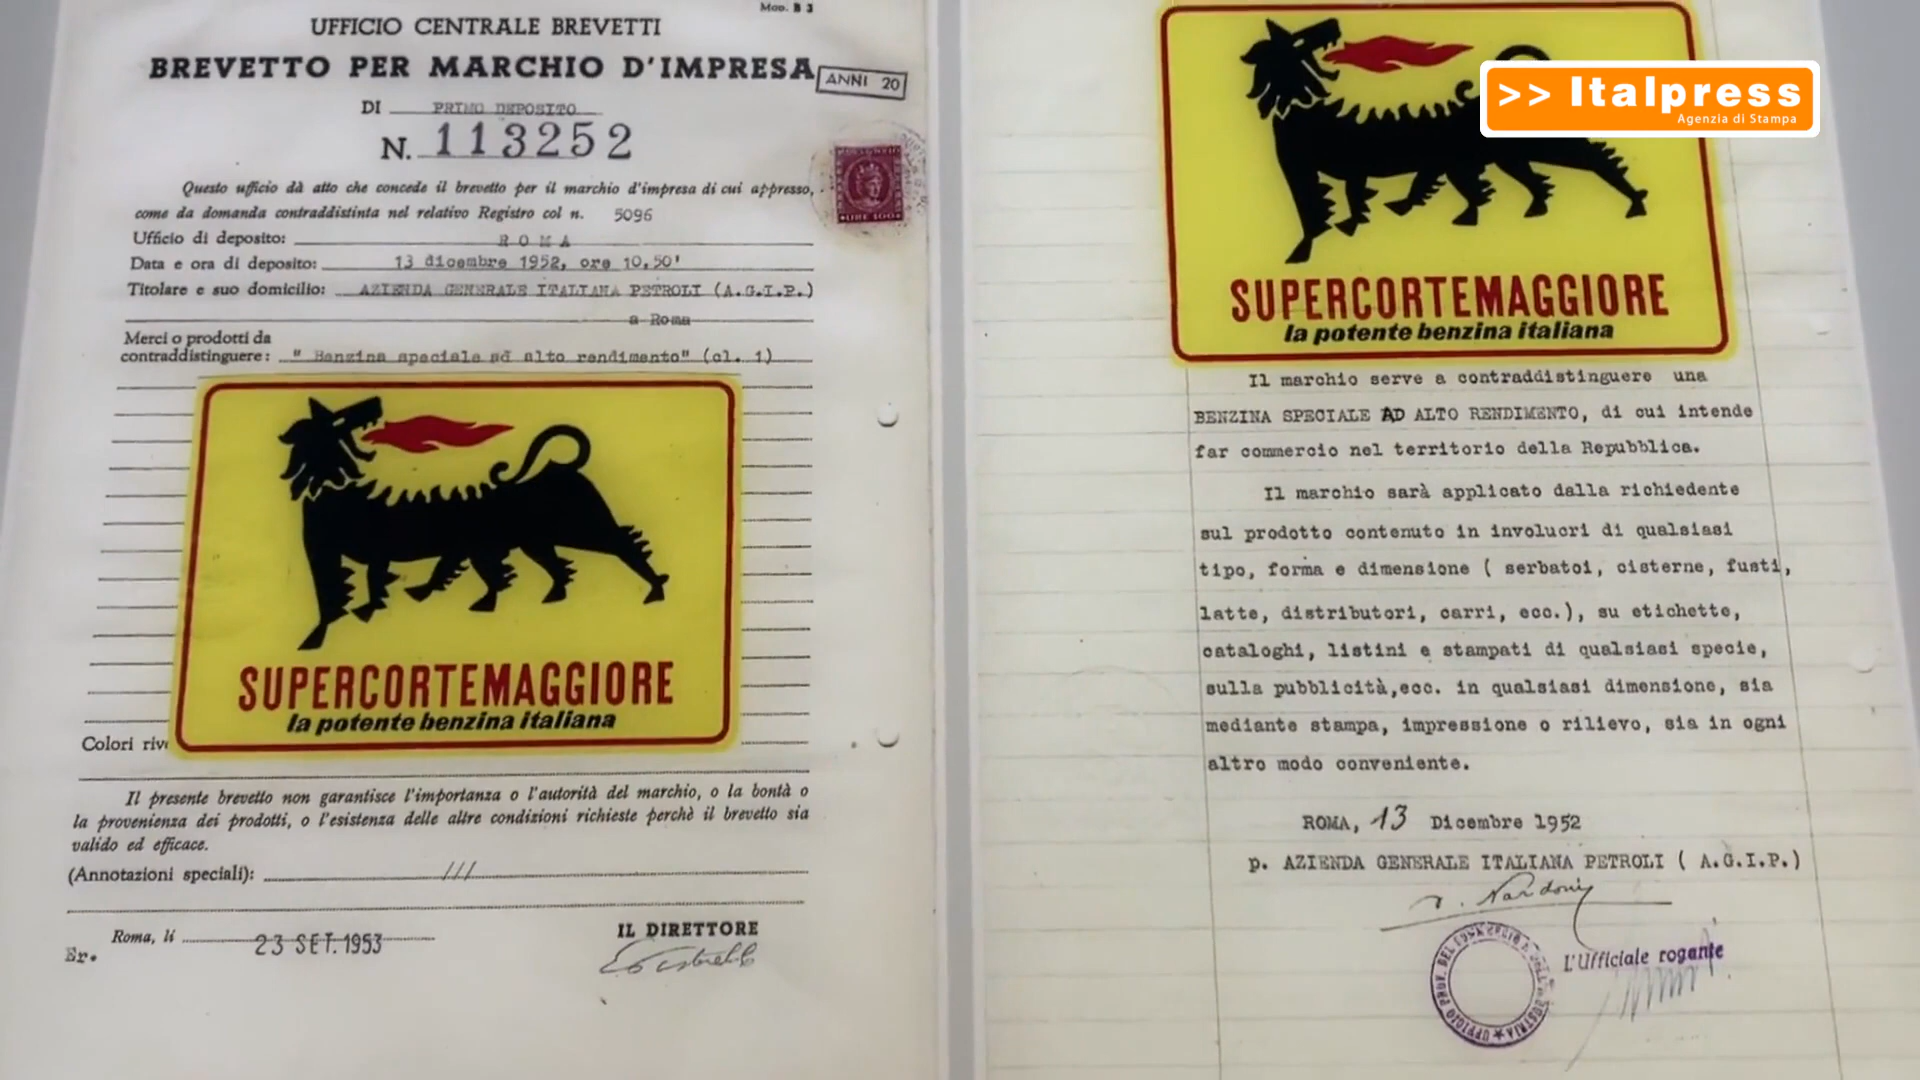 Mod. B 3
UFFICIO CENTRALE BREVETTI
BREVETTO PER MARCHIO D'IMPRESA
ANNI 20
DI PRIMO DEPOSITO
N. 113252
Questo ufficio dà atto che concede il brevetto per il marchio d'impresa di cui appresso,
come da domanda contraddistinta nel relativo Registro col n. 5096
Ufficio di deposito: ROMA
Data e ora di deposito: 13 dicembre 1952, ore 10,50'
Titolare e suo domicilio: AZIENDA GENERALE ITALIANA PETROLI (A.G.I.P.)
a Roma
Merci o prodotti da
contraddistinguere: " Benzina speciale ad alto rendimento" (cl. 1)
LIRE 100
SUPERCORTEMAGGIORE
la potente benzina italiana
Colori riv
Il presente brevetto non garantisce l'importanza o l'autorità del marchio, o la bontà o
la provenienza dei prodotti, o l'esistenza delle altre condizioni richieste perchè il brevetto sia
valido ed efficace.
(Annotazioni speciali): ///
Roma, lí 23 SET. 1953
Er.
IL DIRETTORE
>> Italpress
Agenzia di Stampa
SUPERCORTEMAGGIORE
la potente benzina italiana
Il marchio serve a contraddistinguere una
BENZINA SPECIALE AD ALTO RENDIMENTO, di cui intende
far commercio nel territorio della Repubblica.
Il marchio sarà applicato dalla richiedente
sul prodotto contenuto in involucri di qualsiasi
tipo, forma e dimensione ( serbatoi, cisterne, fusti,
latte, distributori, carri, ecc.), su etichette,
cataloghi, listini e stampati di qualsiasi specie,
sulla pubblicità,ecc. in qualsiasi dimensione, sia
mediante stampa, impressione o rilievo, sia in ogni
altro modo conveniente.
ROMA, 13 Dicembre 1952
p. AZIENDA GENERALE ITALIANA PETROLI ( A.G.I.P.)
Nardoni
L'Ufficiale rogante